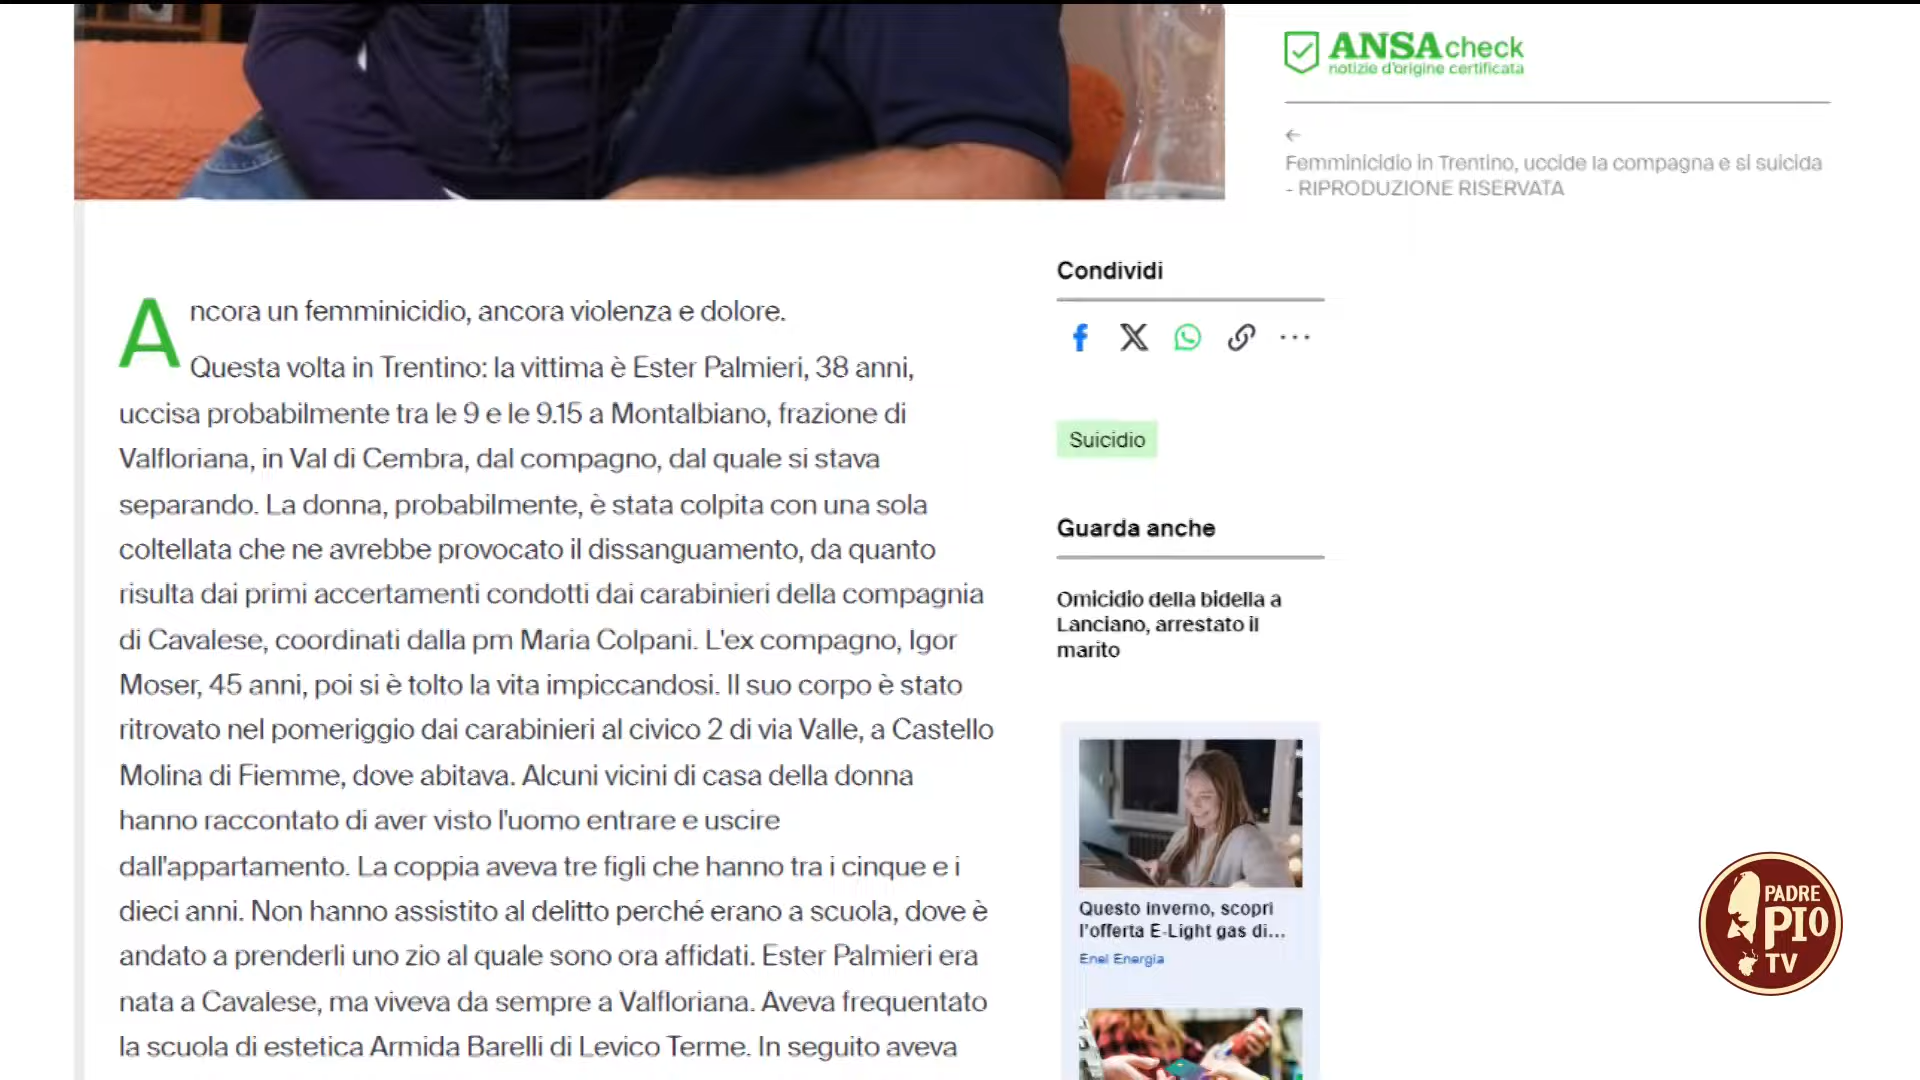 ANSAcheck
notizie d'origine certificata
←
Femminicidio in Trentino, uccide la compagna e si suicida
- RIPRODUZIONE RISERVATA
Ancora un femminicidio, ancora violenza e dolore.
Questa volta in Trentino: la vittima è Ester Palmieri, 38 anni,
uccisa probabilmente tra le 9 e le 9.15 a Montalbiano, frazione di
Valfloriana, in Val di Cembra, dal compagno, dal quale si stava
separando. La donna, probabilmente, è stata colpita con una sola
coltellata che ne avrebbe provocato il dissanguamento, da quanto
risulta dai primi accertamenti condotti dai carabinieri della compagnia
di Cavalese, coordinati dalla pm Maria Colpani. L'ex compagno, Igor
Moser, 45 anni, poi si è tolto la vita impiccandosi. Il suo corpo è stato
ritrovato nel pomeriggio dai carabinieri al civico 2 di via Valle, a Castello
Molina di Fiemme, dove abitava. Alcuni vicini di casa della donna
hanno raccontato di aver visto l'uomo entrare e uscire
dall'appartamento. La coppia aveva tre figli che hanno tra i cinque e i
dieci anni. Non hanno assistito al delitto perché erano a scuola, dove è
andato a prenderli uno zio al quale sono ora affidati. Ester Palmieri era
nata a Cavalese, ma viveva da sempre a Valfloriana. Aveva frequentato
la scuola di estetica Armida Barelli di Levico Terme. In seguito aveva
Condividi
Suicidio
Guarda anche
Omicidio della bidella a
Lanciano, arrestato il
marito
Questo inverno, scopri
l'offerta E-Light gas di...
Enel Energia
PADRE
PIO
TV